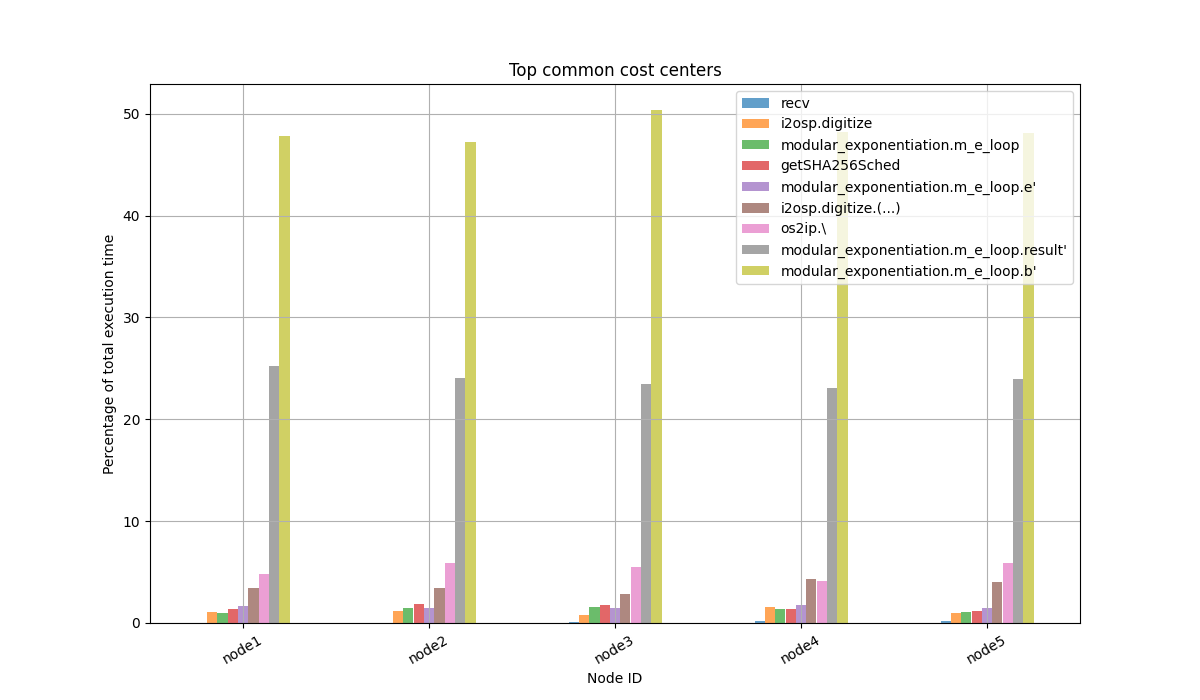 Top common cost centers
Percentage of total execution time
50
40
30
20
10
0
recv
i2osp.digitize
modular_exponentiation.m_e_loop
getSHA256Sched
modular_exponentiation.m_e_loop.e'
i2osp.digitize.(...)
os2ip.\
modular_exponentiation.m_e_loop.result'
modular_exponentiation.m_e_loop.b'
node1
node2
node3
node4
node5
Node ID